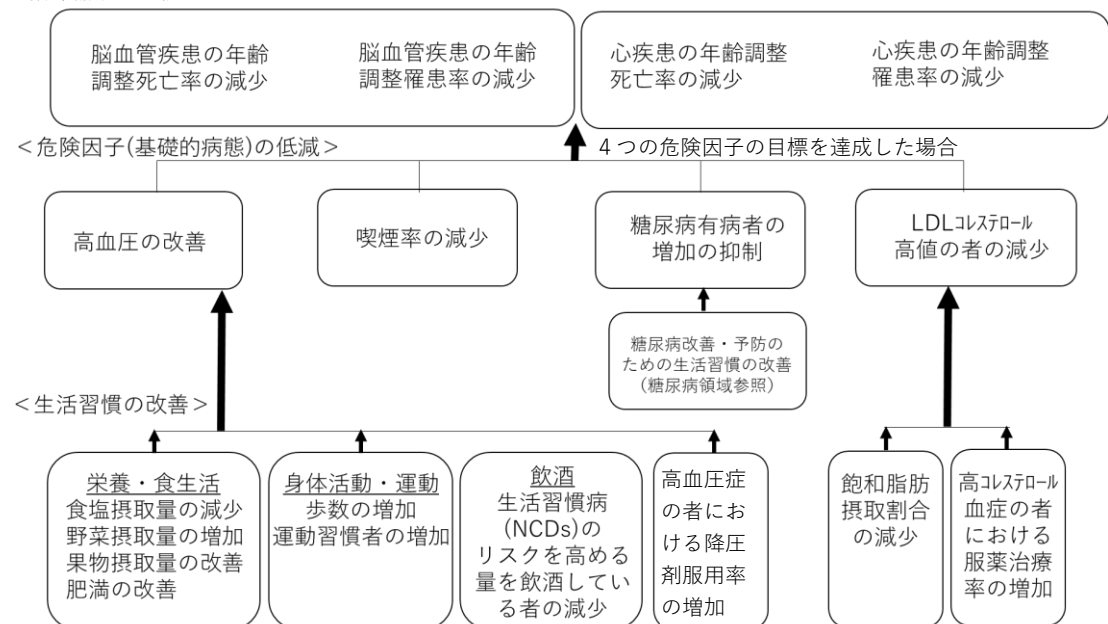 脳血管疾患の年齢
調整死亡率の減少
脳血管疾患の年齢
調整罹患率の減少
心疾患の年齢調整
死亡率の減少
心疾患の年齢調整
罹患率の減少
<危険因子(基礎的病態)の低減>
4つの危険因子の目標を達成した場合
高血圧の改善
喫煙率の減少
糖尿病有病者の
増加の抑制
LDLｺﾚｽﾃﾛｰﾙ
高値の者の減少
糖尿病改善・予防の
ための生活習慣の改善
(糖尿病領域参照)
<生活習慣の改善>
栄養・食生活
食塩摂取量の減少
野菜摂取量の増加
果物摂取量の改善
肥満の改善
身体活動・運動
歩数の増加
運動習慣者の増加
飲酒
生活習慣病
(NCDs)の
リスクを高める
量を飲酒してい
る者の減少
高血圧症
の者にお
ける降圧
剤服用率
の増加
飽和脂肪
摂取割合
の減少
高ｺﾚｽﾃﾛｰﾙ
血症の者
における
服薬治療
率の増加